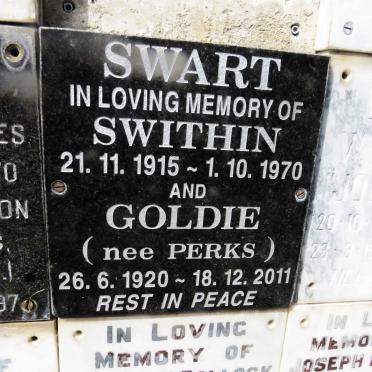 SWART
IN LOVING MEMORY OF
SWITHIN
21. 11. 1915 ~ 1. 10. 1970
AND
GOLDIE
( nee PERKS )
26. 6. 1920 ~ 18. 12. 2011
REST IN PEACE
IN LOVING
MEMORY OF
IN
MEMO
JOSEPH